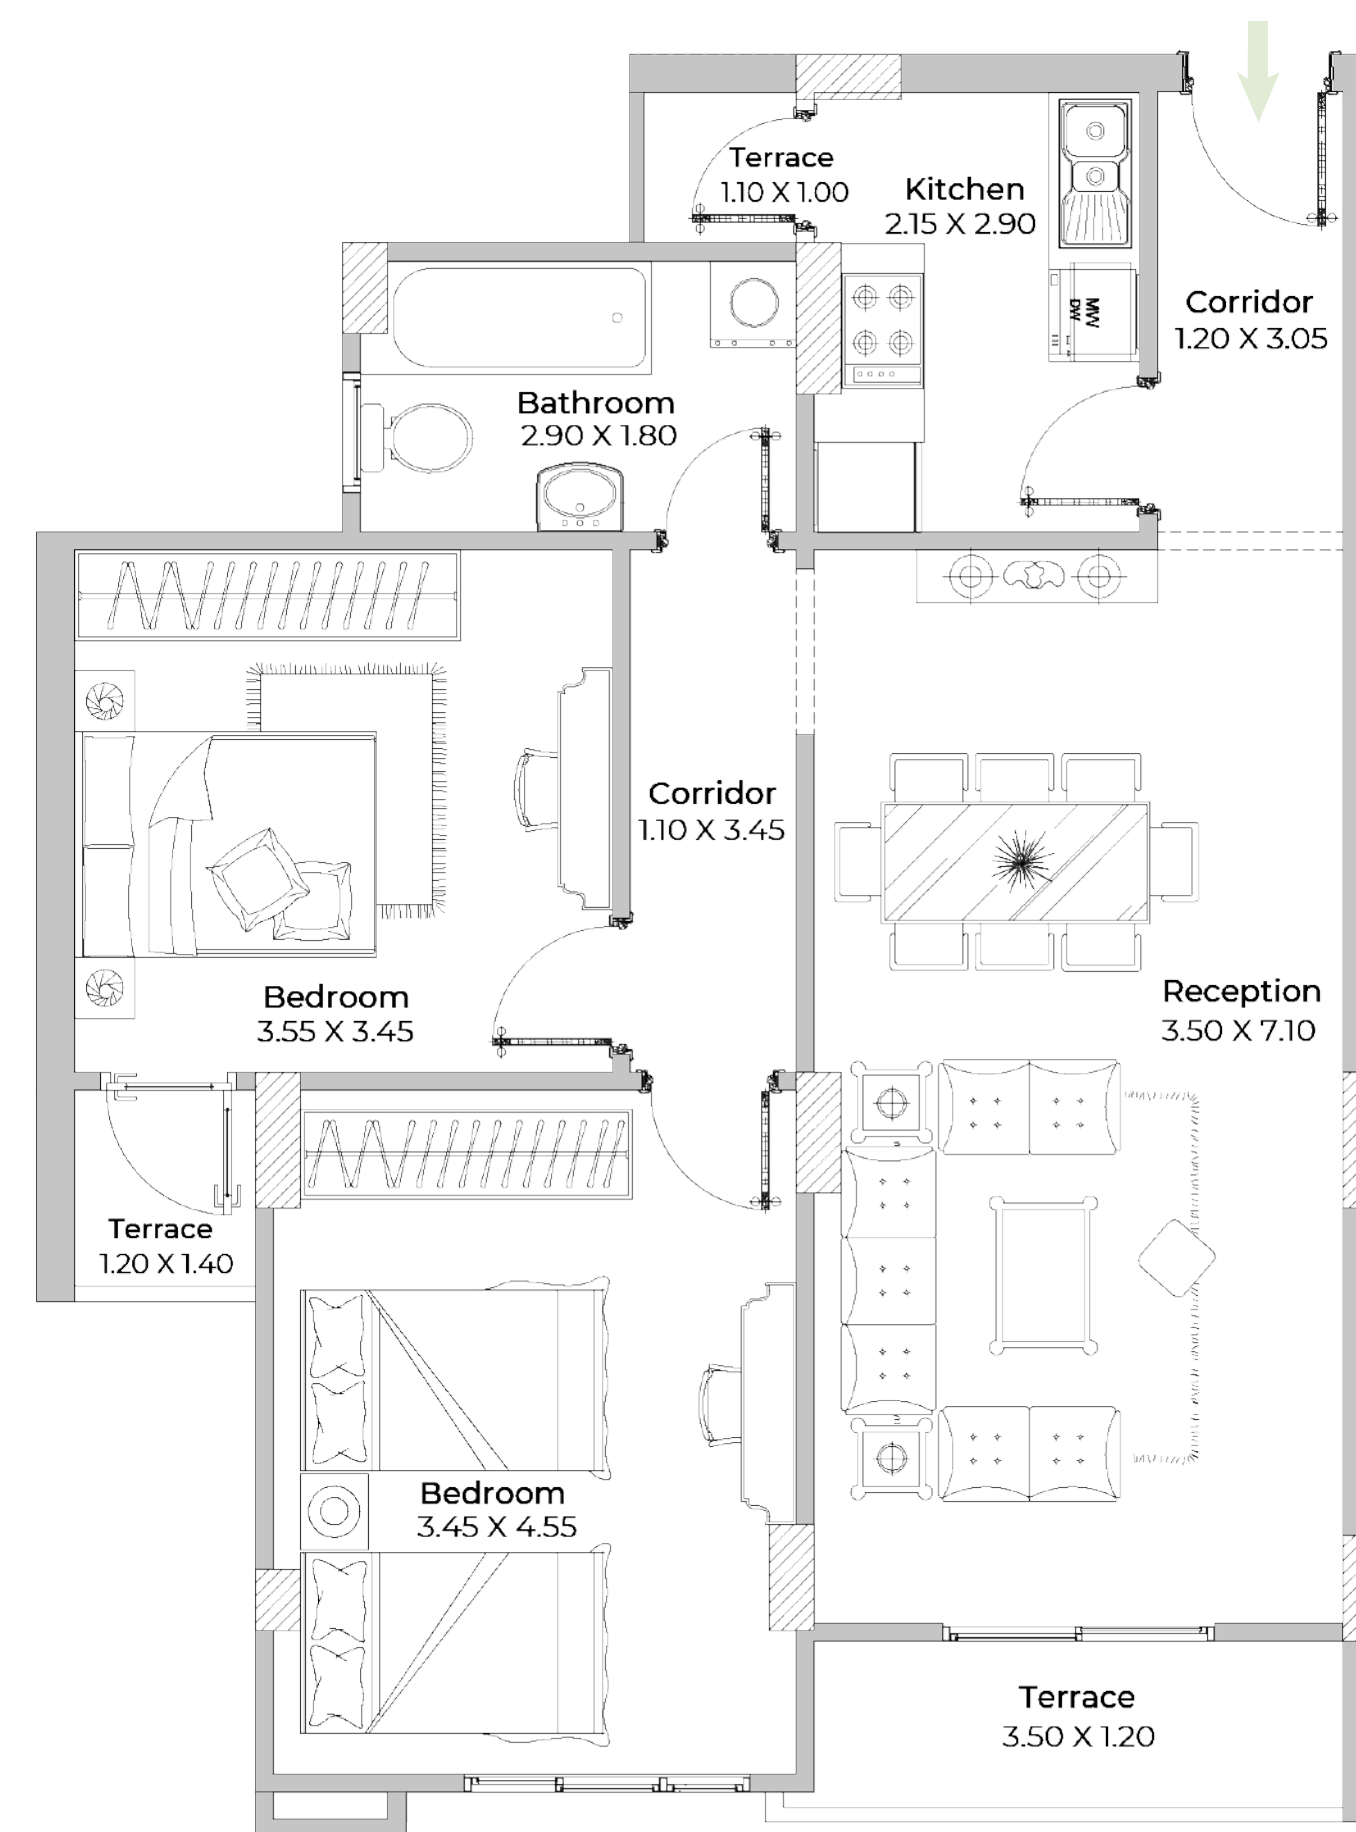 Terrace
1.10 X 1.00
Kitchen
2.15 X 2.90
Corridor
1.20 X 3.05
MW
DW
Bathroom
2.90 X 1.80
Corridor
1.10 X 3.45
Bedroom
3.55 X 3.45
Reception
3.50 X 7.10
Terrace
1.20 X 1.40
Bedroom
3.45 X 4.55
Terrace
3.50 X 1.20